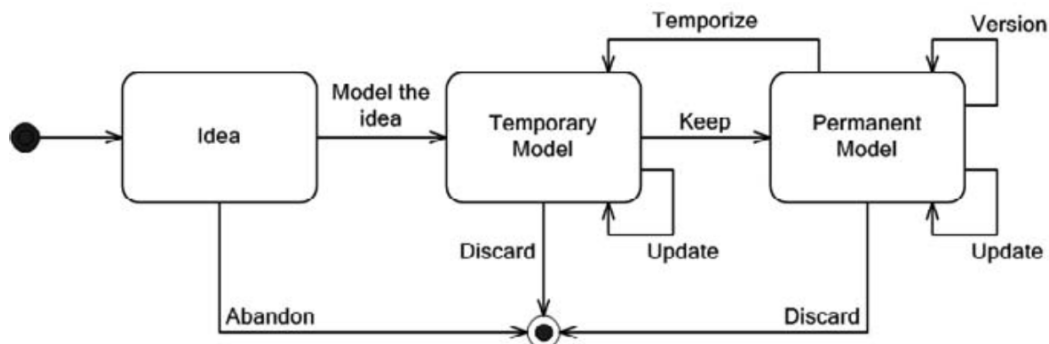 Temporize
Version
Model the
idea
Idea
Temporary
Model
Keep
Permanent
Model
Discard
Update
Update
Abandon
Discard